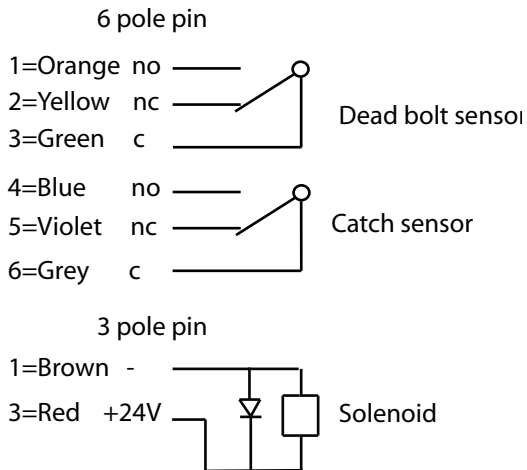 6 pole pin
1=Orange no
2=Yellow nc
3=Green c
Dead bolt sensor
4=Blue no
5=Violet nc
6=Grey c
Catch sensor
3 pole pin
1=Brown -
3=Red +24V
Solenoid